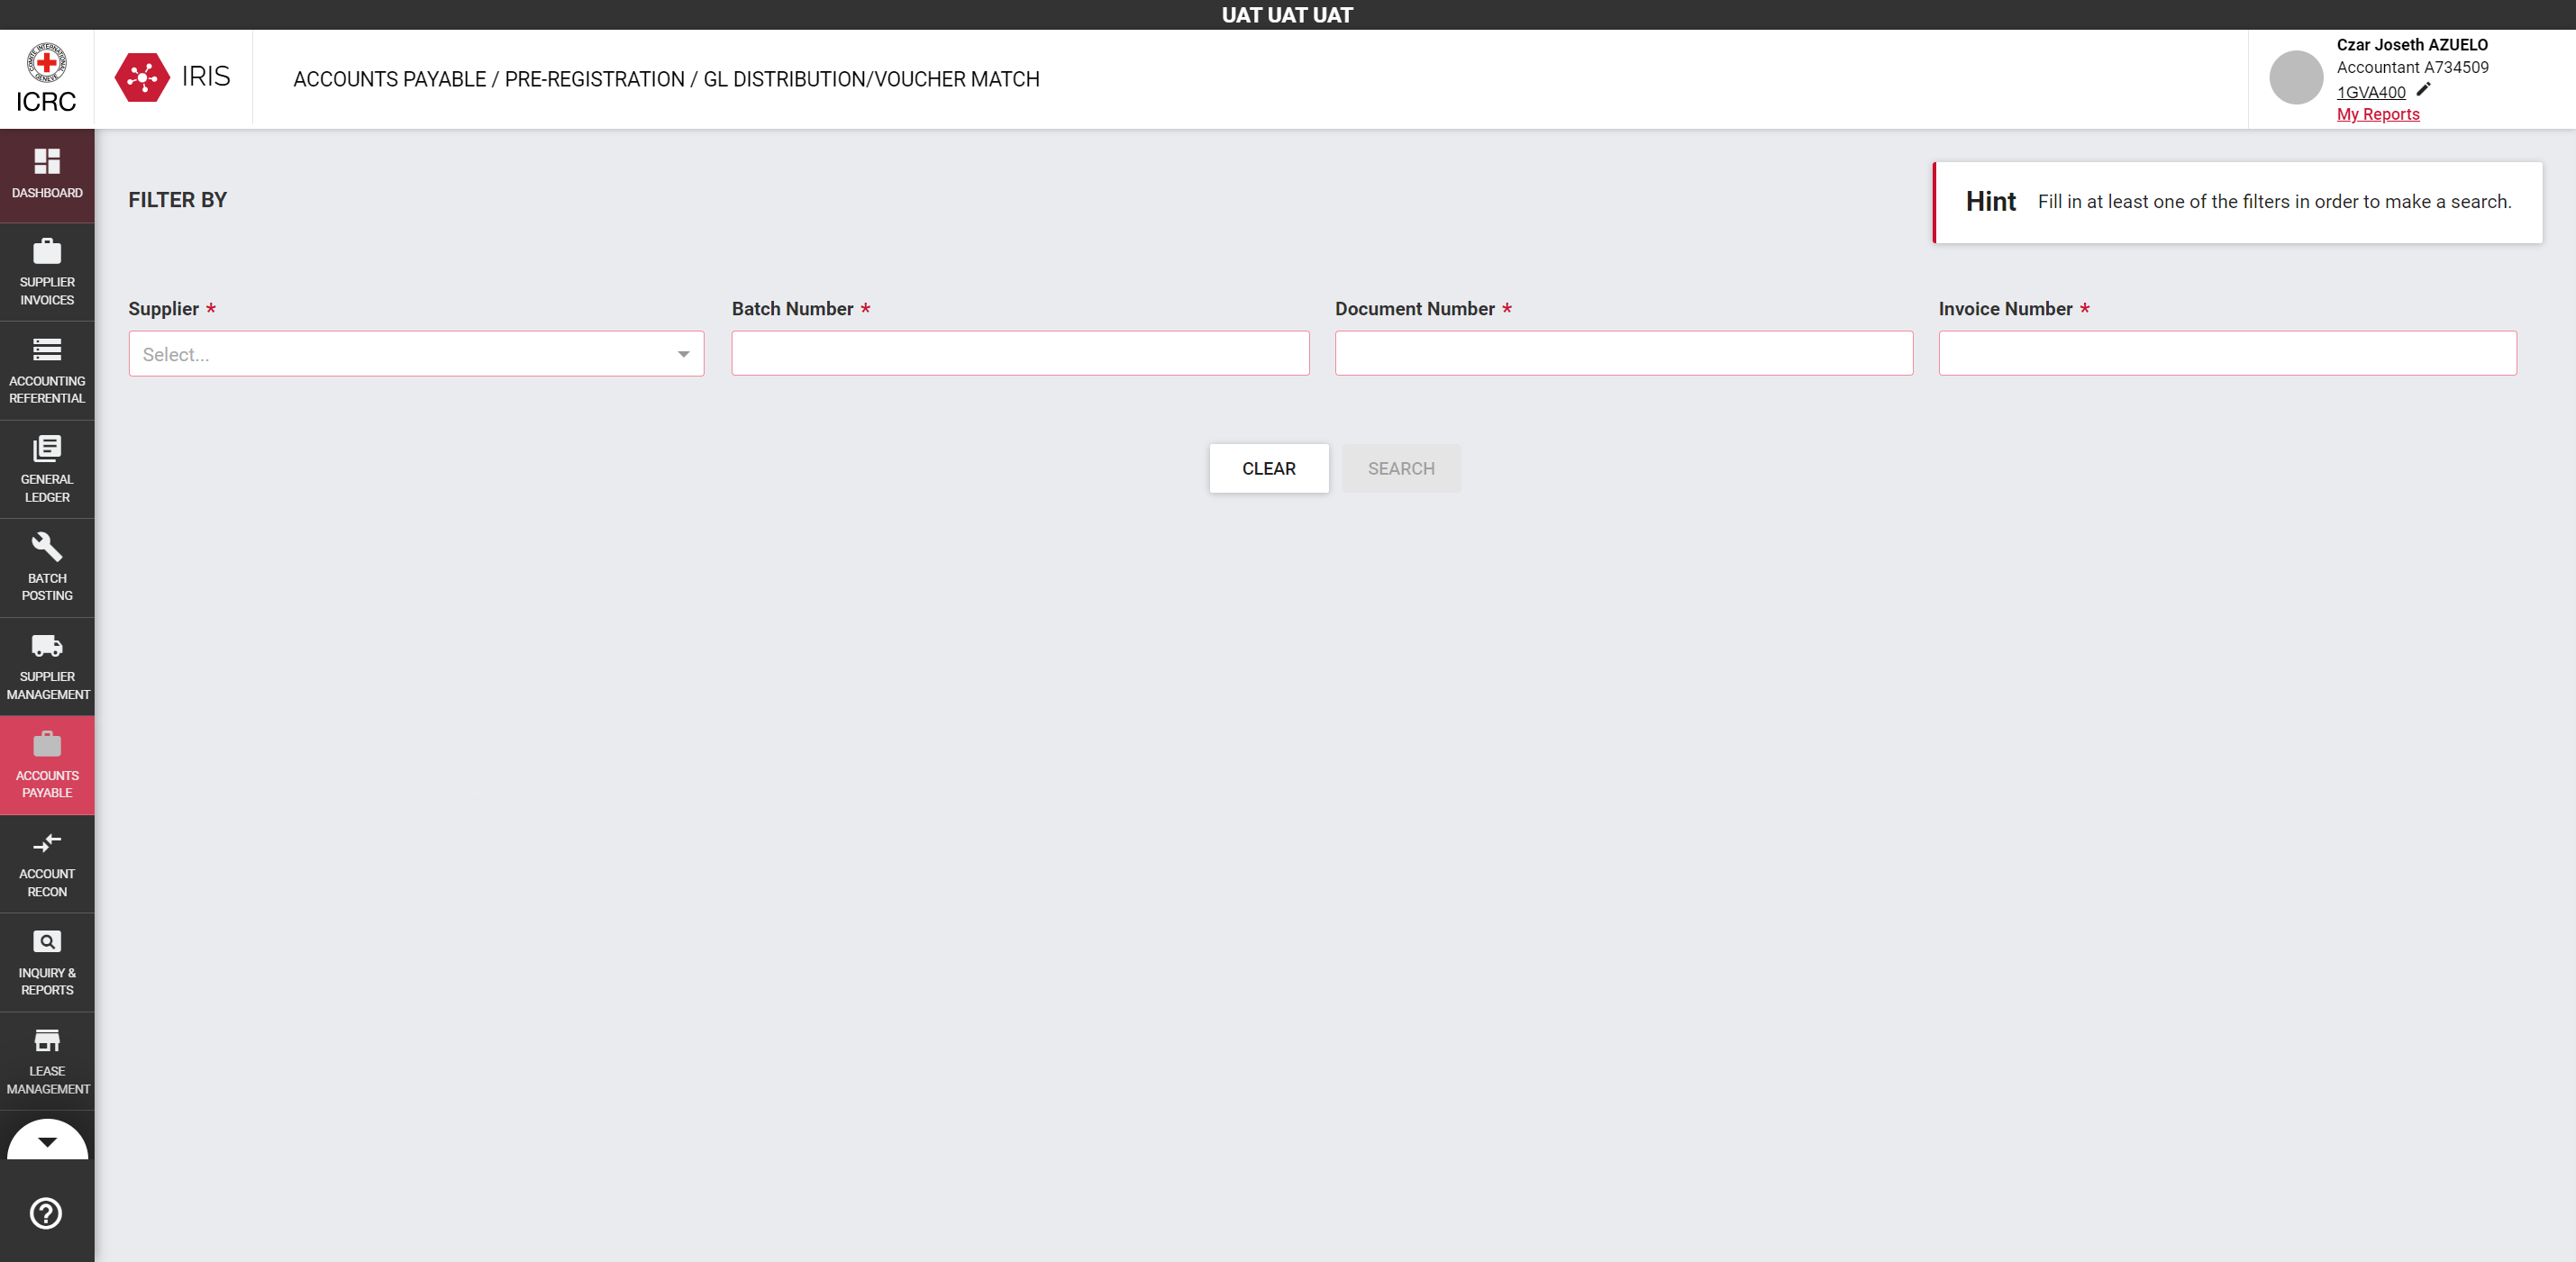 UAT UAT UAT
COMITE INTERNATIONAL GENEVE
ICRC
IRIS
ACCOUNTS PAYABLE / PRE-REGISTRATION / GL DISTRIBUTION/VOUCHER MATCH
Czar Joseth AZUELO
Accountant A734509
1GVA400
My Reports
DASHBOARD
SUPPLIER
INVOICES
ACCOUNTING
REFERENTIAL
GENERAL
LEDGER
BATCH
POSTING
SUPPLIER
MANAGEMENT
ACCOUNTS
PAYABLE
ACCOUNT
RECON
INQUIRY &
REPORTS
LEASE
MANAGEMENT
FILTER BY
Hint Fill in at least one of the filters in order to make a search.
Supplier * Batch Number * Document Number * Invoice Number *
Select...
CLEAR SEARCH